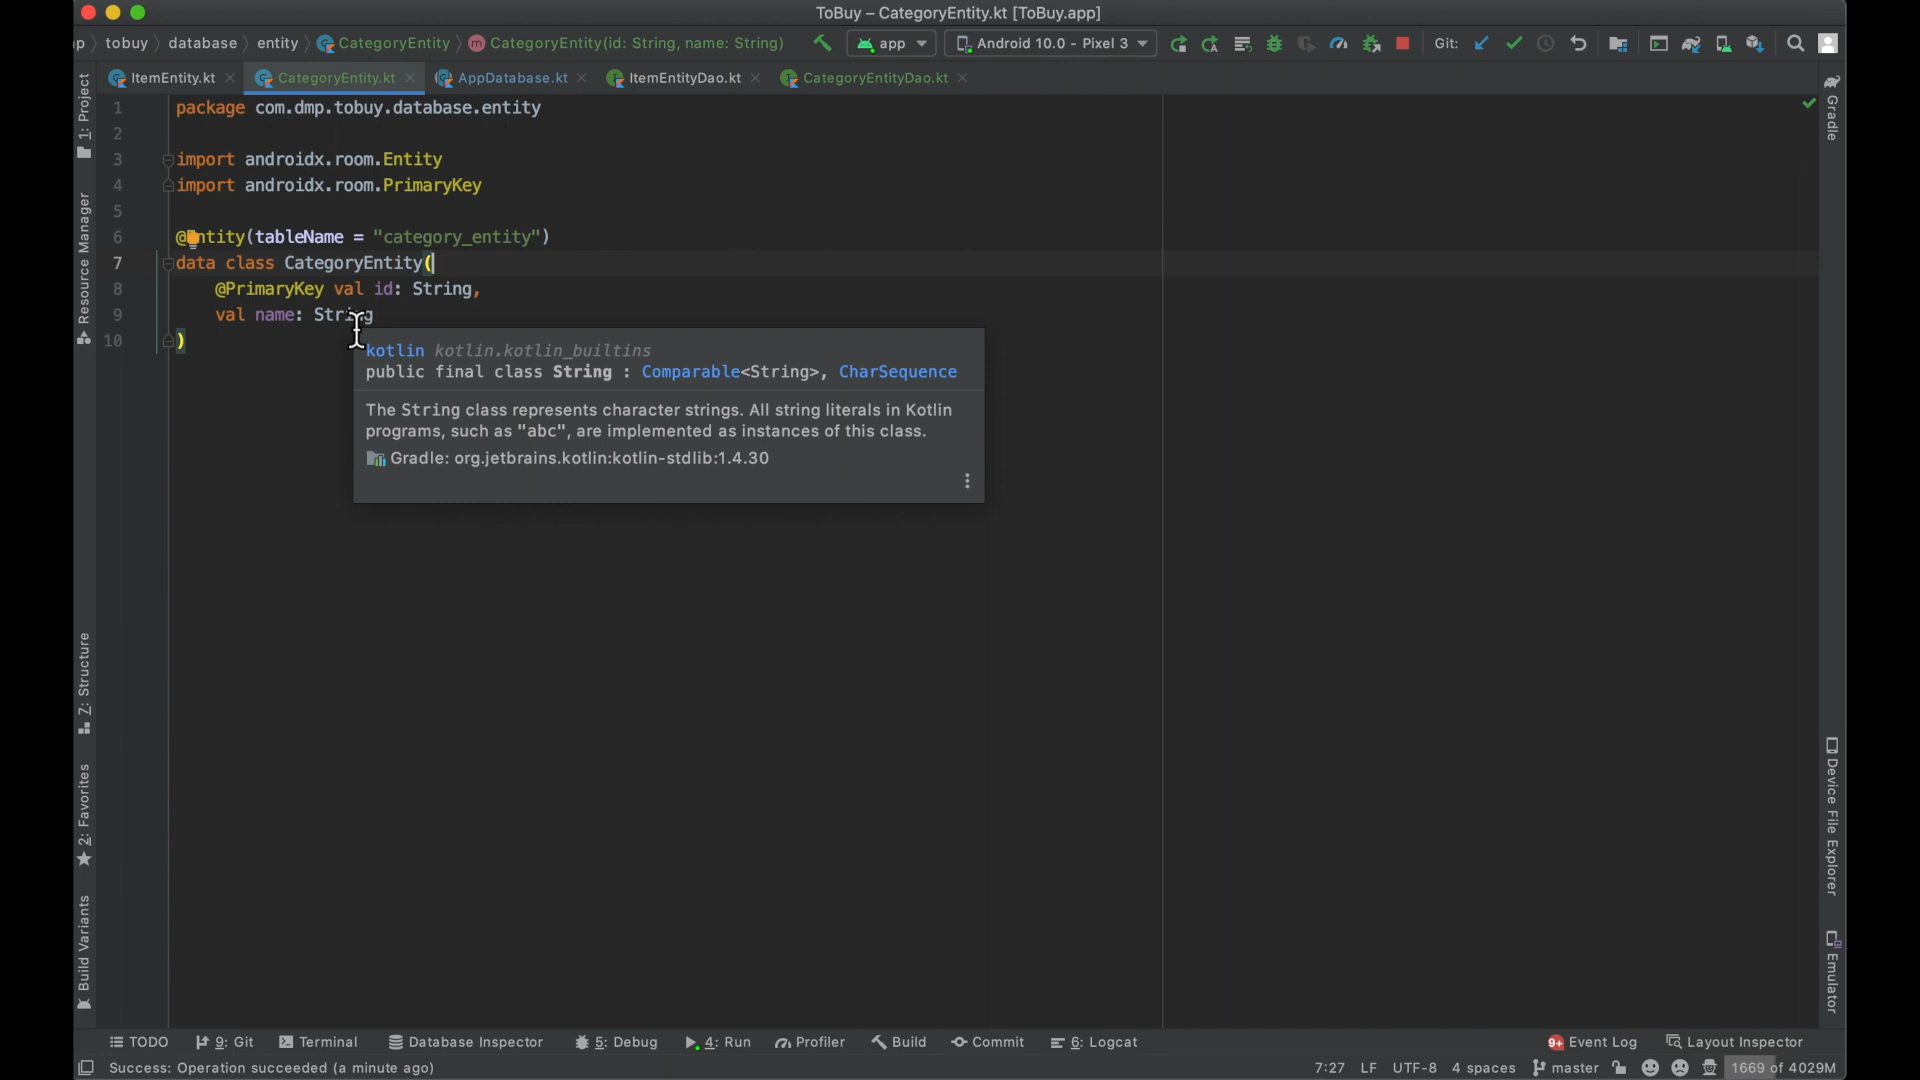 ToBuy – CategoryEntity.kt [ToBuy.app]
tobuy database entity CategoryEntity CategoryEntity(id: String, name: String) app Android 10.0 - Pixel 3 Git:
ItemEntity.kt CategoryEntity.kt AppDatabase.kt ItemEntityDao.kt CategoryEntityDao.kt
1 package com.dmp.tobuy.database.entity
2
3 import androidx.room.Entity
4 import androidx.room.PrimaryKey
5
6 (tableName = "category_entity")
7 data class CategoryEntity(
8 @PrimaryKey val id: String,
9 val name: String
10 )
kotlin kotlin.kotlin_builtins
public final class String : Comparable<String>, CharSequence
The String class represents character strings. All string literals in Kotlin
programs, such as "abc", are implemented as instances of this class.
Gradle: org.jetbrains.kotlin:kotlin-stdlib:1.4.30
1: Project
Resource Manager
Z: Structure
2: Favorites
Build Variants
Gradle
Device File Explorer
Emulator
TODO 9: Git Terminal Database Inspector 5: Debug 4: Run Profiler Build Commit 6: Logcat 9+ Event Log Layout Inspector
Success: Operation succeeded (a minute ago) 7:27 LF UTF-8 4 spaces master 1669 of 4029M